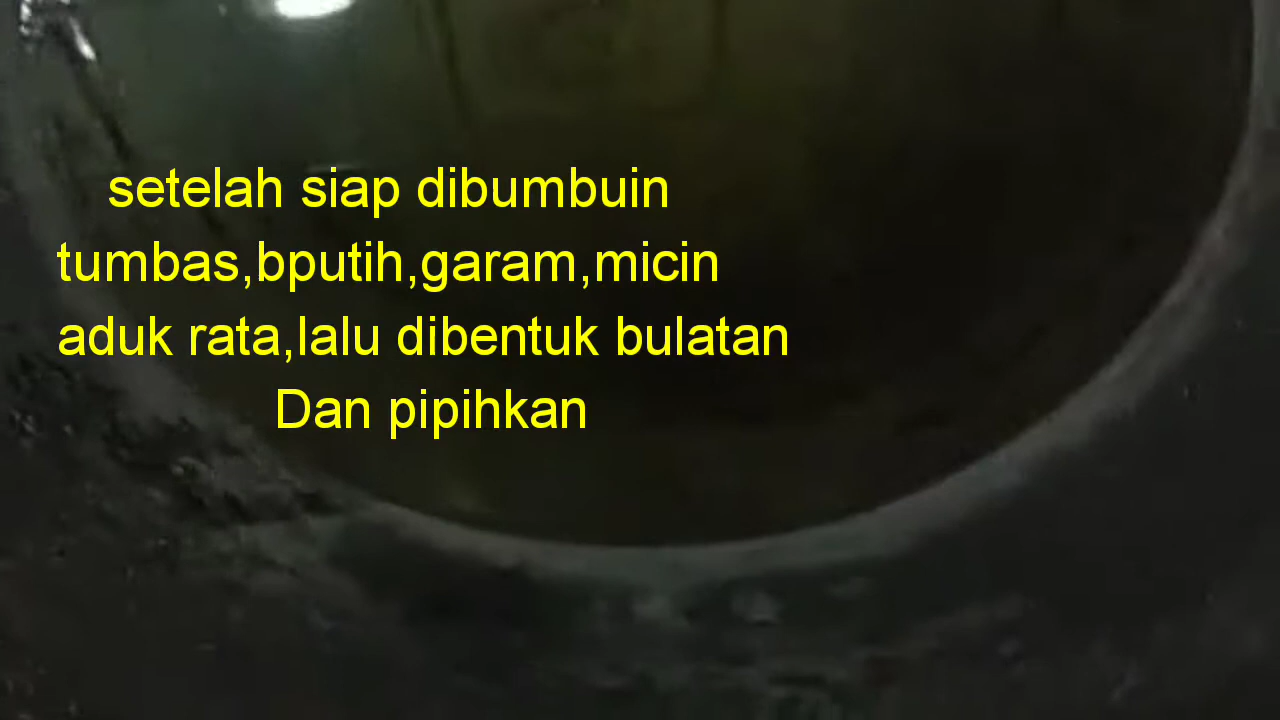 setelah siap dibumbuin
tumbas,bputih,garam,micin
aduk rata,lalu dibentuk bulatan
Dan pipihkan